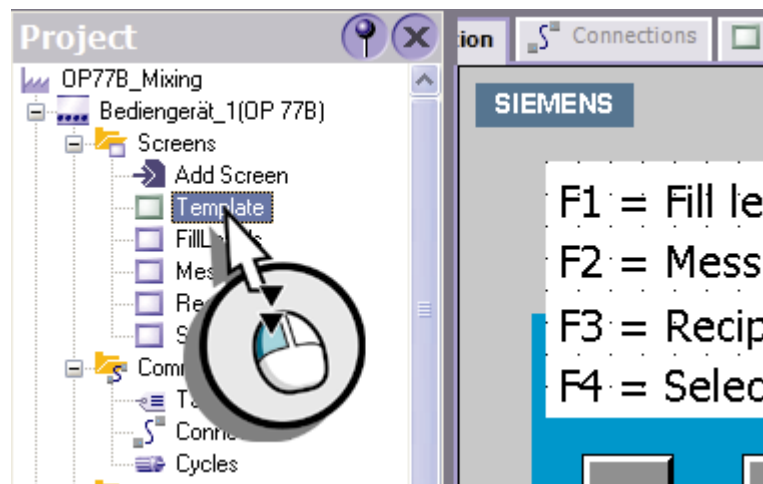 Project
OP77B_Mixing
Bediengerät_1(OP 77B)
Screens
Add Screen
Template
Cycles
ion
Connections
SIEMENS
F1 = Fill le
F2 = Mess
F3 = Recip
F4 = Selec